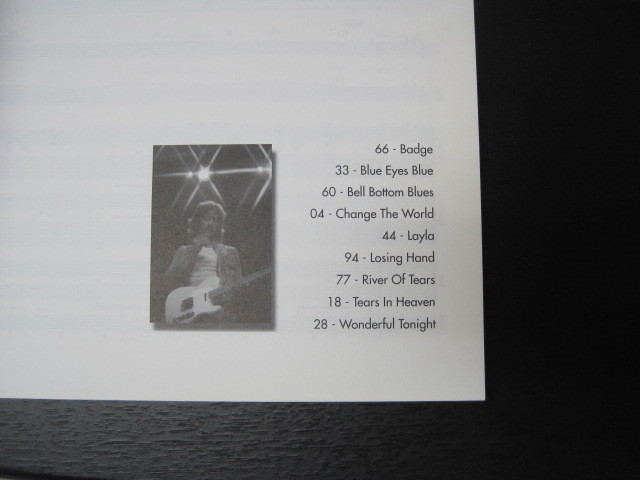 66 - Badge
33 - Blue Eyes Blue
60 - Bell Bottom Blues
04 - Change The World
44 - Layla
94 - Losing Hand
77 - River Of Tears
18 - Tears In Heaven
28 - Wonderful Tonight